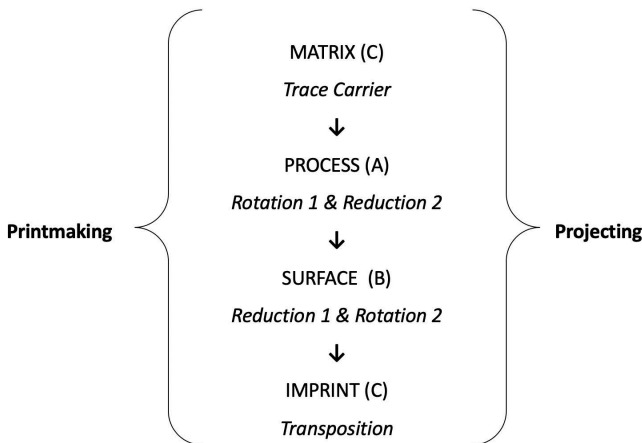 MATRIX (C)
Trace Carrier
↓
PROCESS (A)
Rotation 1 & Reduction 2
↓
Printmaking
Projecting
SURFACE (B)
Reduction 1 & Rotation 2
↓
IMPRINT (C)
Transposition